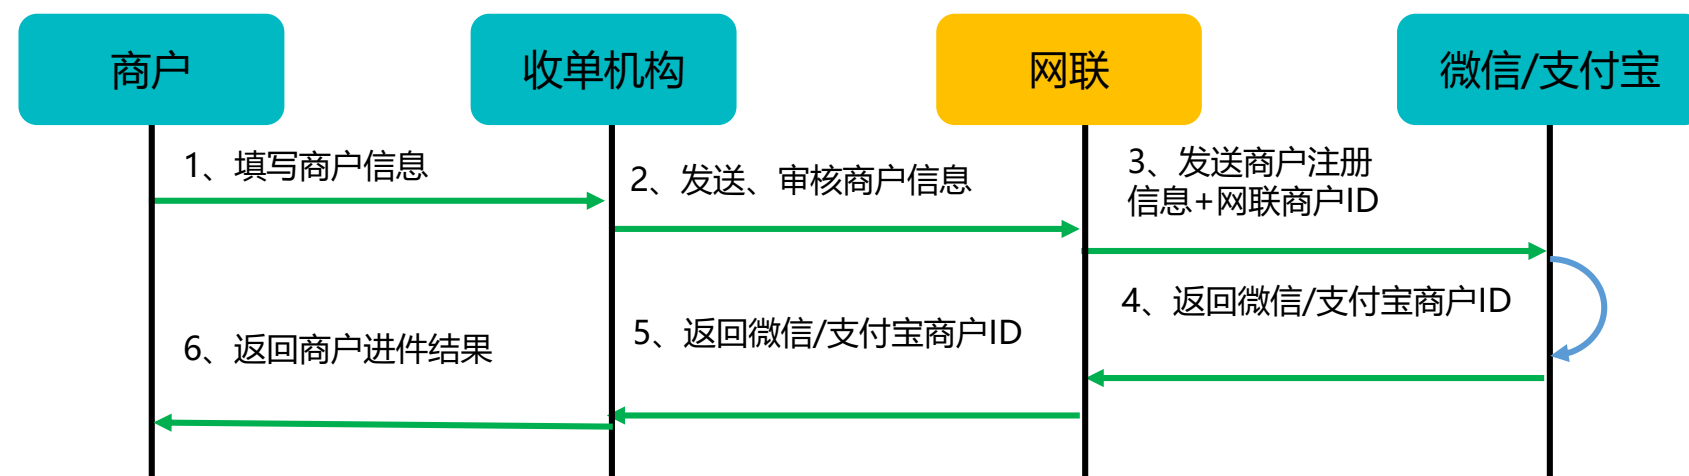 商户
收单机构
网联
微信/支付宝
1、填写商户信息
2、发送、审核商户信息
3、发送商户注册
信息+网联商户ID
4、返回微信/支付宝商户ID
5、返回微信/支付宝商户ID
6、返回商户进件结果